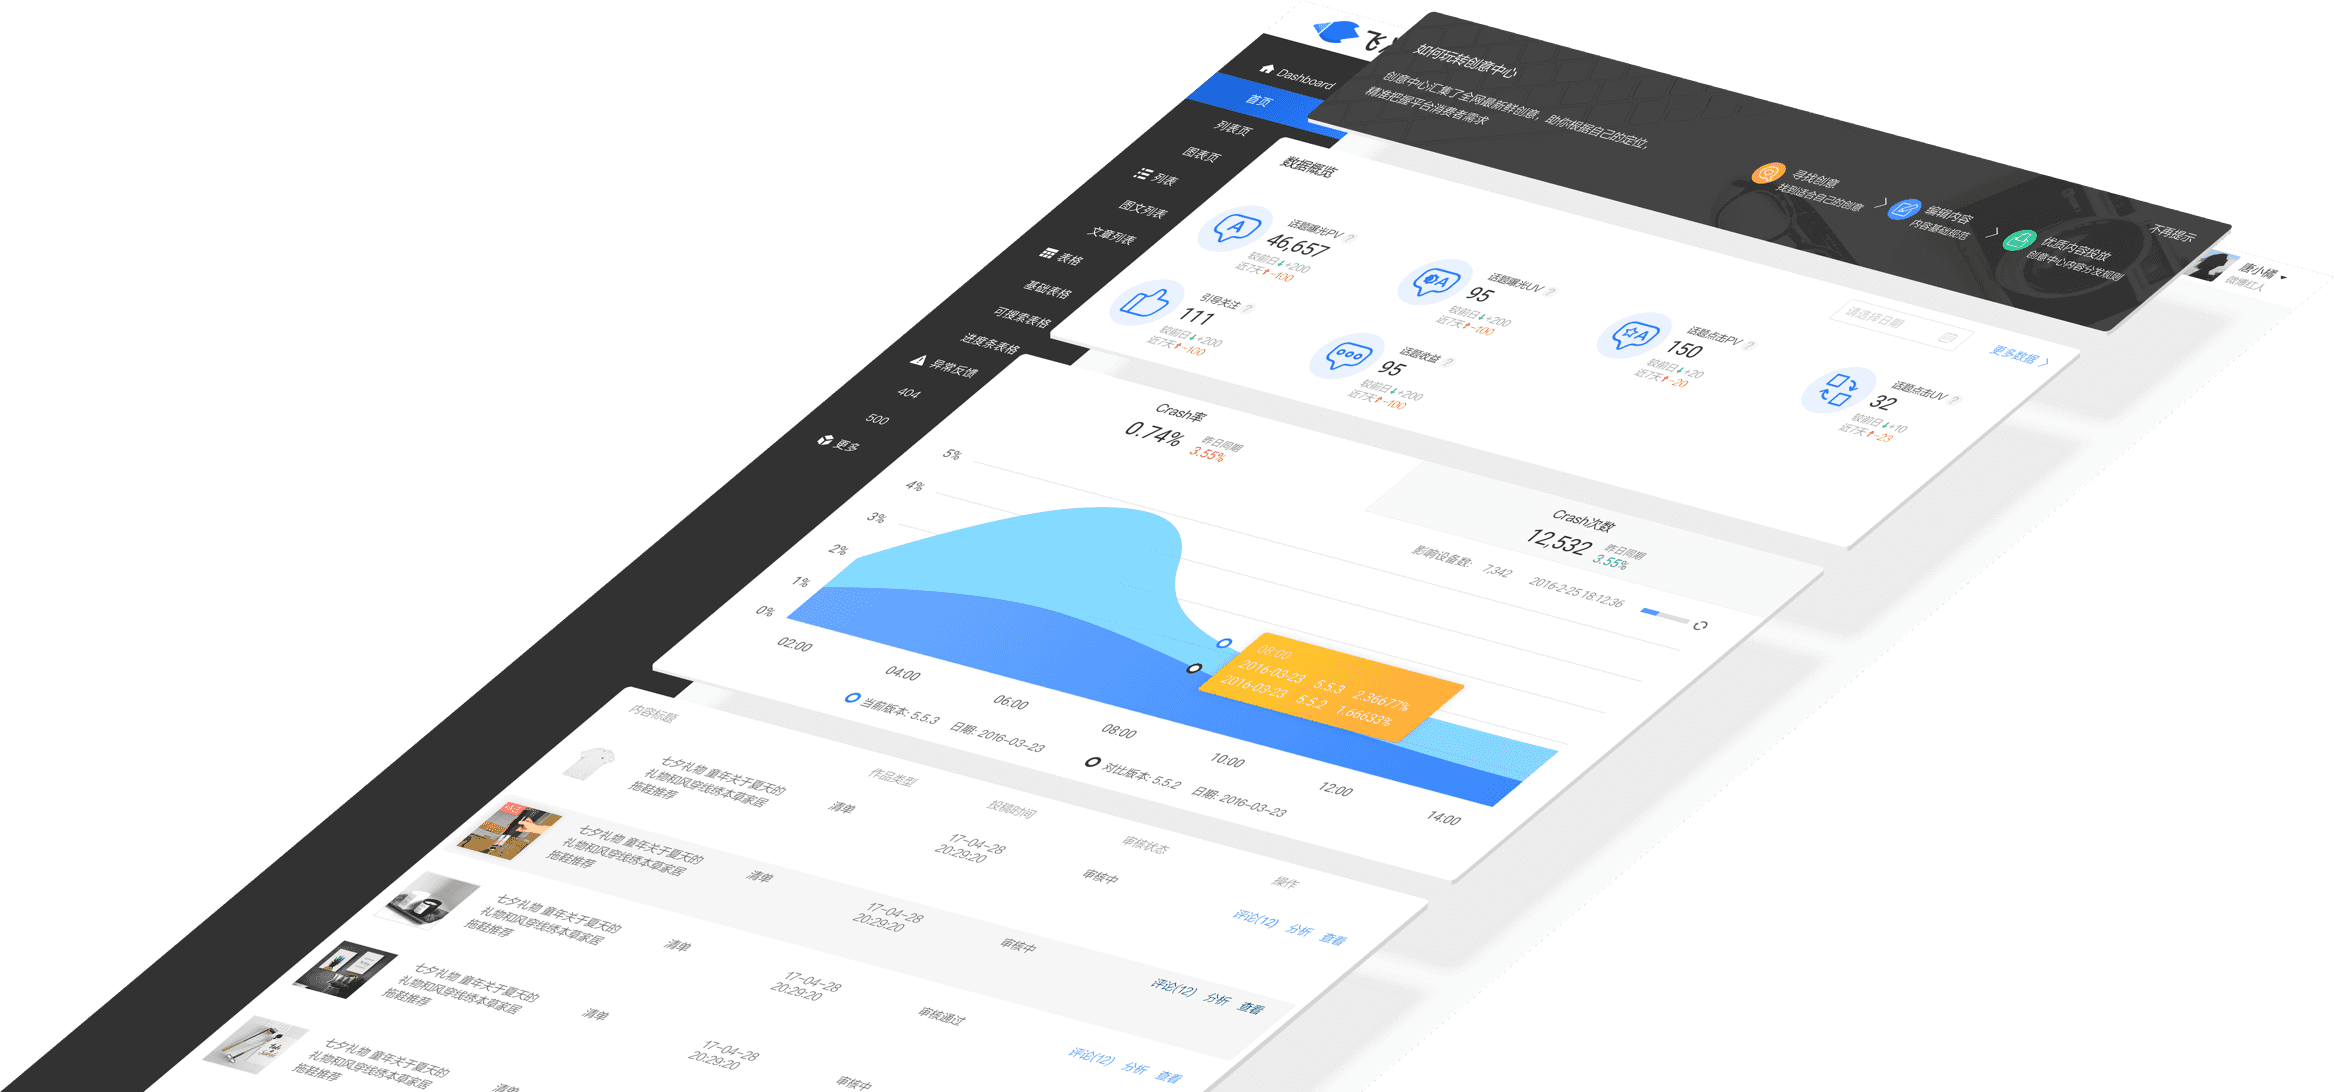 飞
Dashboard
首页
列表页
图表页
列表
图文列表
文章列表
表格
基础表格
可搜索表格
进度条表格
异常反馈
404
500
更多
如何玩转创意中心
创意中心汇集了全网最新鲜创意，助你根据自己的定位，
精准把握平台消费者需求
寻找创意
找到适合自己的创意
编辑内容
内容基础规范
优质内容投放
创意中心内容分发规则
不再提示
唐小橘
微博红人
数据概览
请选择日期
更多数据
话题曝光PV ?
46,657
较前日↓+200
近7天↑-100
话题曝光UV ?
95
较前日↓+200
近7天↑-100
话题点击PV ?
150
较前日↓+20
近7天↑-20
话题点击UV ?
32
较前日↓+10
近7天↑-23
引导关注 ?
111
较前日↓+200
近7天↑-100
话题收益 ?
95
较前日↓+200
近7天↑-100
Crash率
0.74% 昨日同期
3.55%
Crash次数
12,532 昨日同期
3.55%
影响设备数: 7,342 2016-2-25 18:12:36
5%
4%
3%
2%
1%
0%
02:00
04:00
06:00
08:00
10:00
12:00
14:00
08:00
2016-03-23 5.5.3 2.36677%
2016-03-23 5.5.2 1.66633%
当前版本: 5.5.3 日期: 2016-03-23
对比版本: 5.5.2 日期: 2016-03-23
内容标题
作品类型
投稿时间
审核状态
操作
七夕礼物 童年关于夏天的
礼物和风穿线绣本草家居
拖鞋推荐
清单
17-04-28
20:29:20
审核中
评论(12) 分析 查看
七夕礼物 童年关于夏天的
礼物和风穿线绣本草家居
拖鞋推荐
清单
17-04-28
20:29:20
审核中
评论(12) 分析 查看
七夕礼物 童年关于夏天的
礼物和风穿线绣本草家居
拖鞋推荐
清单
17-04-28
20:29:20
审核通过
评论(12) 分析 查看
七夕礼物 童年关于夏天的
礼物和风穿线绣本草家居
拖鞋推荐
清单
17-04-28
20:29:20
审核中
七夕礼物 童年关于夏天的
礼物和风穿线绣本草家居
拖鞋推荐
清单